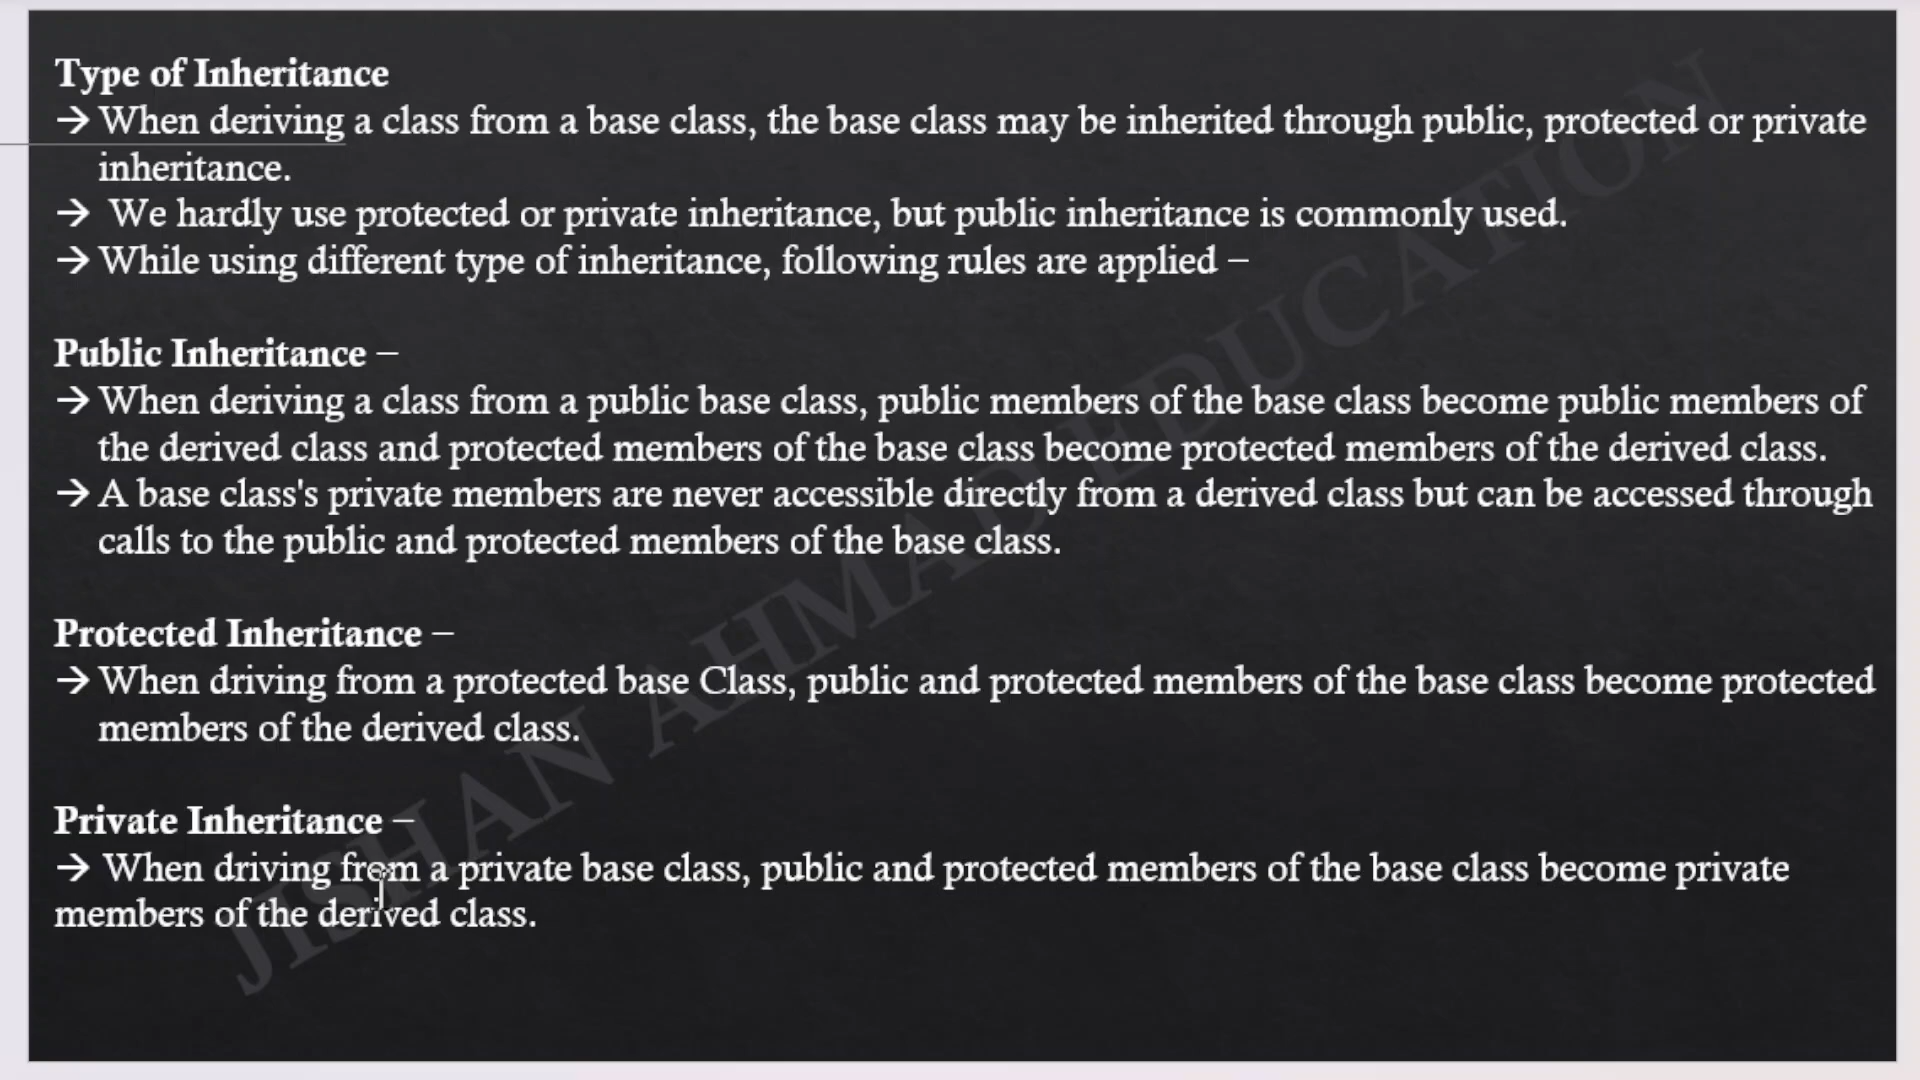 Type of Inheritance
→ When deriving a class from a base class, the base class may be inherited through public, protected or private
inheritance.
→ We hardly use protected or private inheritance, but public inheritance is commonly used.
→ While using different type of inheritance, following rules are applied –
Public Inheritance –
→ When deriving a class from a public base class, public members of the base class become public members of
the derived class and protected members of the base class become protected members of the derived class.
→ A base class's private members are never accessible directly from a derived class but can be accessed through
calls to the public and protected members of the base class.
Protected Inheritance –
→ When driving from a protected base Class, public and protected members of the base class become protected
members of the derived class.
Private Inheritance –
→ When driving from a private base class, public and protected members of the base class become private
members of the derived class.
JISHAN AHMAD EDUCATION